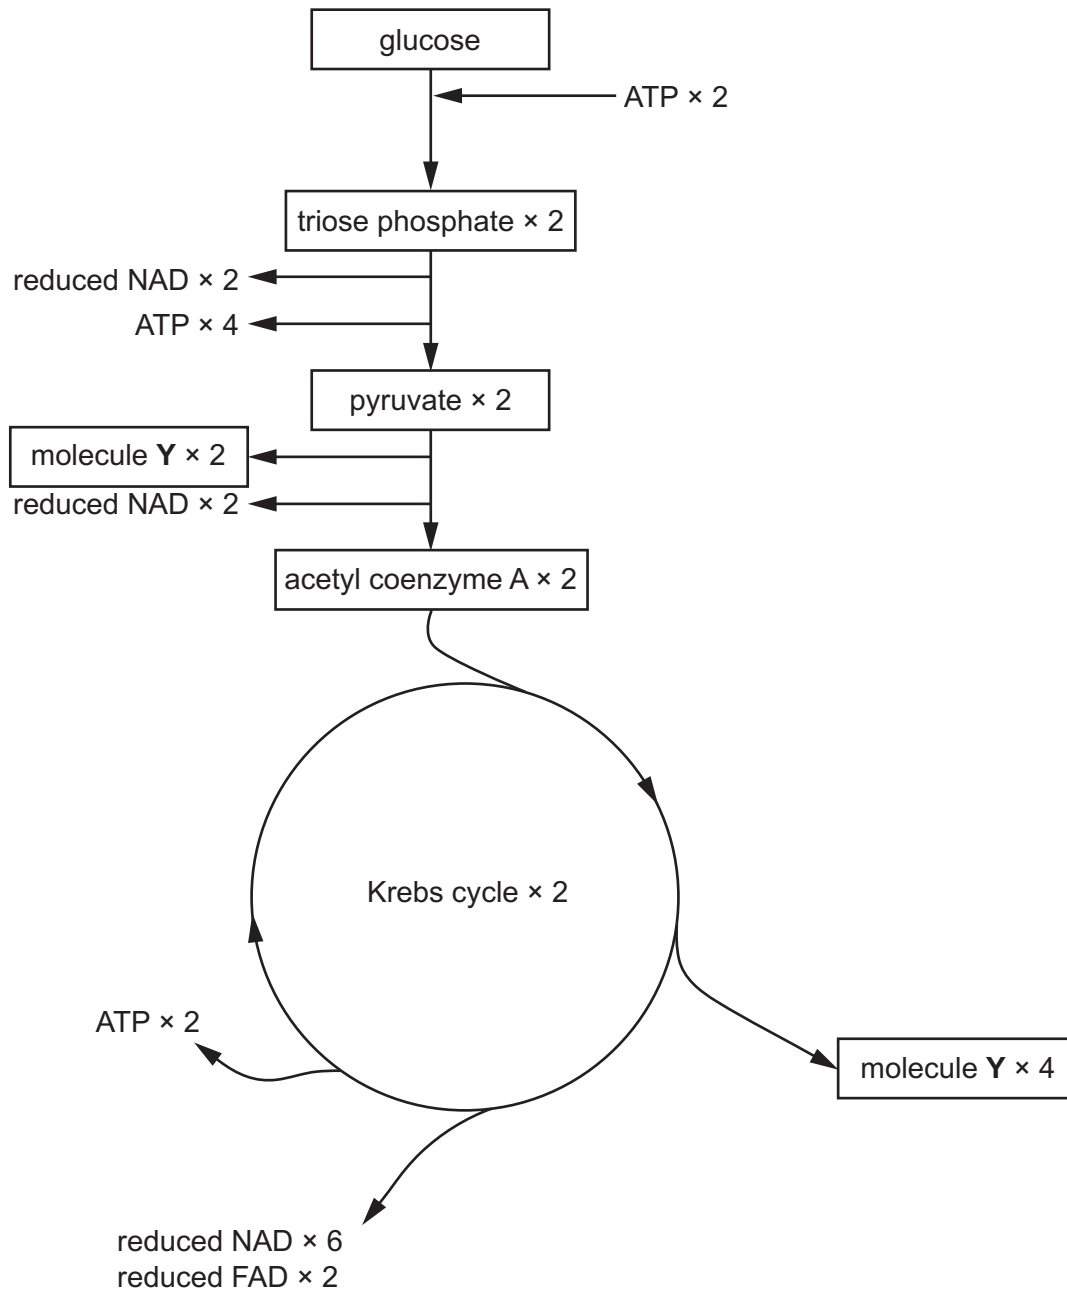 glucose
ATP × 2
triose phosphate × 2
reduced NAD × 2
ATP × 4
pyruvate × 2
molecule Y × 2
reduced NAD × 2
acetyl coenzyme A × 2
Krebs cycle × 2
ATP × 2
molecule Y × 4
reduced NAD × 6
reduced FAD × 2